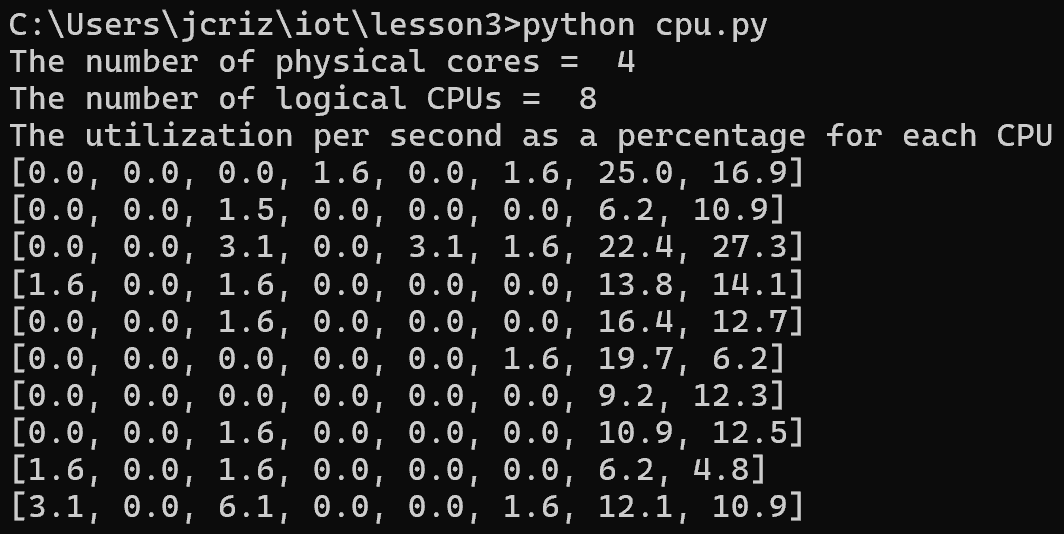 C:\Users\jcriz\iot\lesson3>python cpu.py
The number of physical cores =  4
The number of logical CPUs =  8
The utilization per second as a percentage for each CPU
[0.0, 0.0, 0.0, 1.6, 0.0, 1.6, 25.0, 16.9]
[0.0, 0.0, 1.5, 0.0, 0.0, 0.0, 6.2, 10.9]
[0.0, 0.0, 3.1, 0.0, 3.1, 1.6, 22.4, 27.3]
[1.6, 0.0, 1.6, 0.0, 0.0, 0.0, 13.8, 14.1]
[0.0, 0.0, 1.6, 0.0, 0.0, 0.0, 16.4, 12.7]
[0.0, 0.0, 0.0, 0.0, 0.0, 1.6, 19.7, 6.2]
[0.0, 0.0, 0.0, 0.0, 0.0, 0.0, 9.2, 12.3]
[0.0, 0.0, 1.6, 0.0, 0.0, 0.0, 10.9, 12.5]
[1.6, 0.0, 1.6, 0.0, 0.0, 0.0, 6.2, 4.8]
[3.1, 0.0, 6.1, 0.0, 0.0, 1.6, 12.1, 10.9]